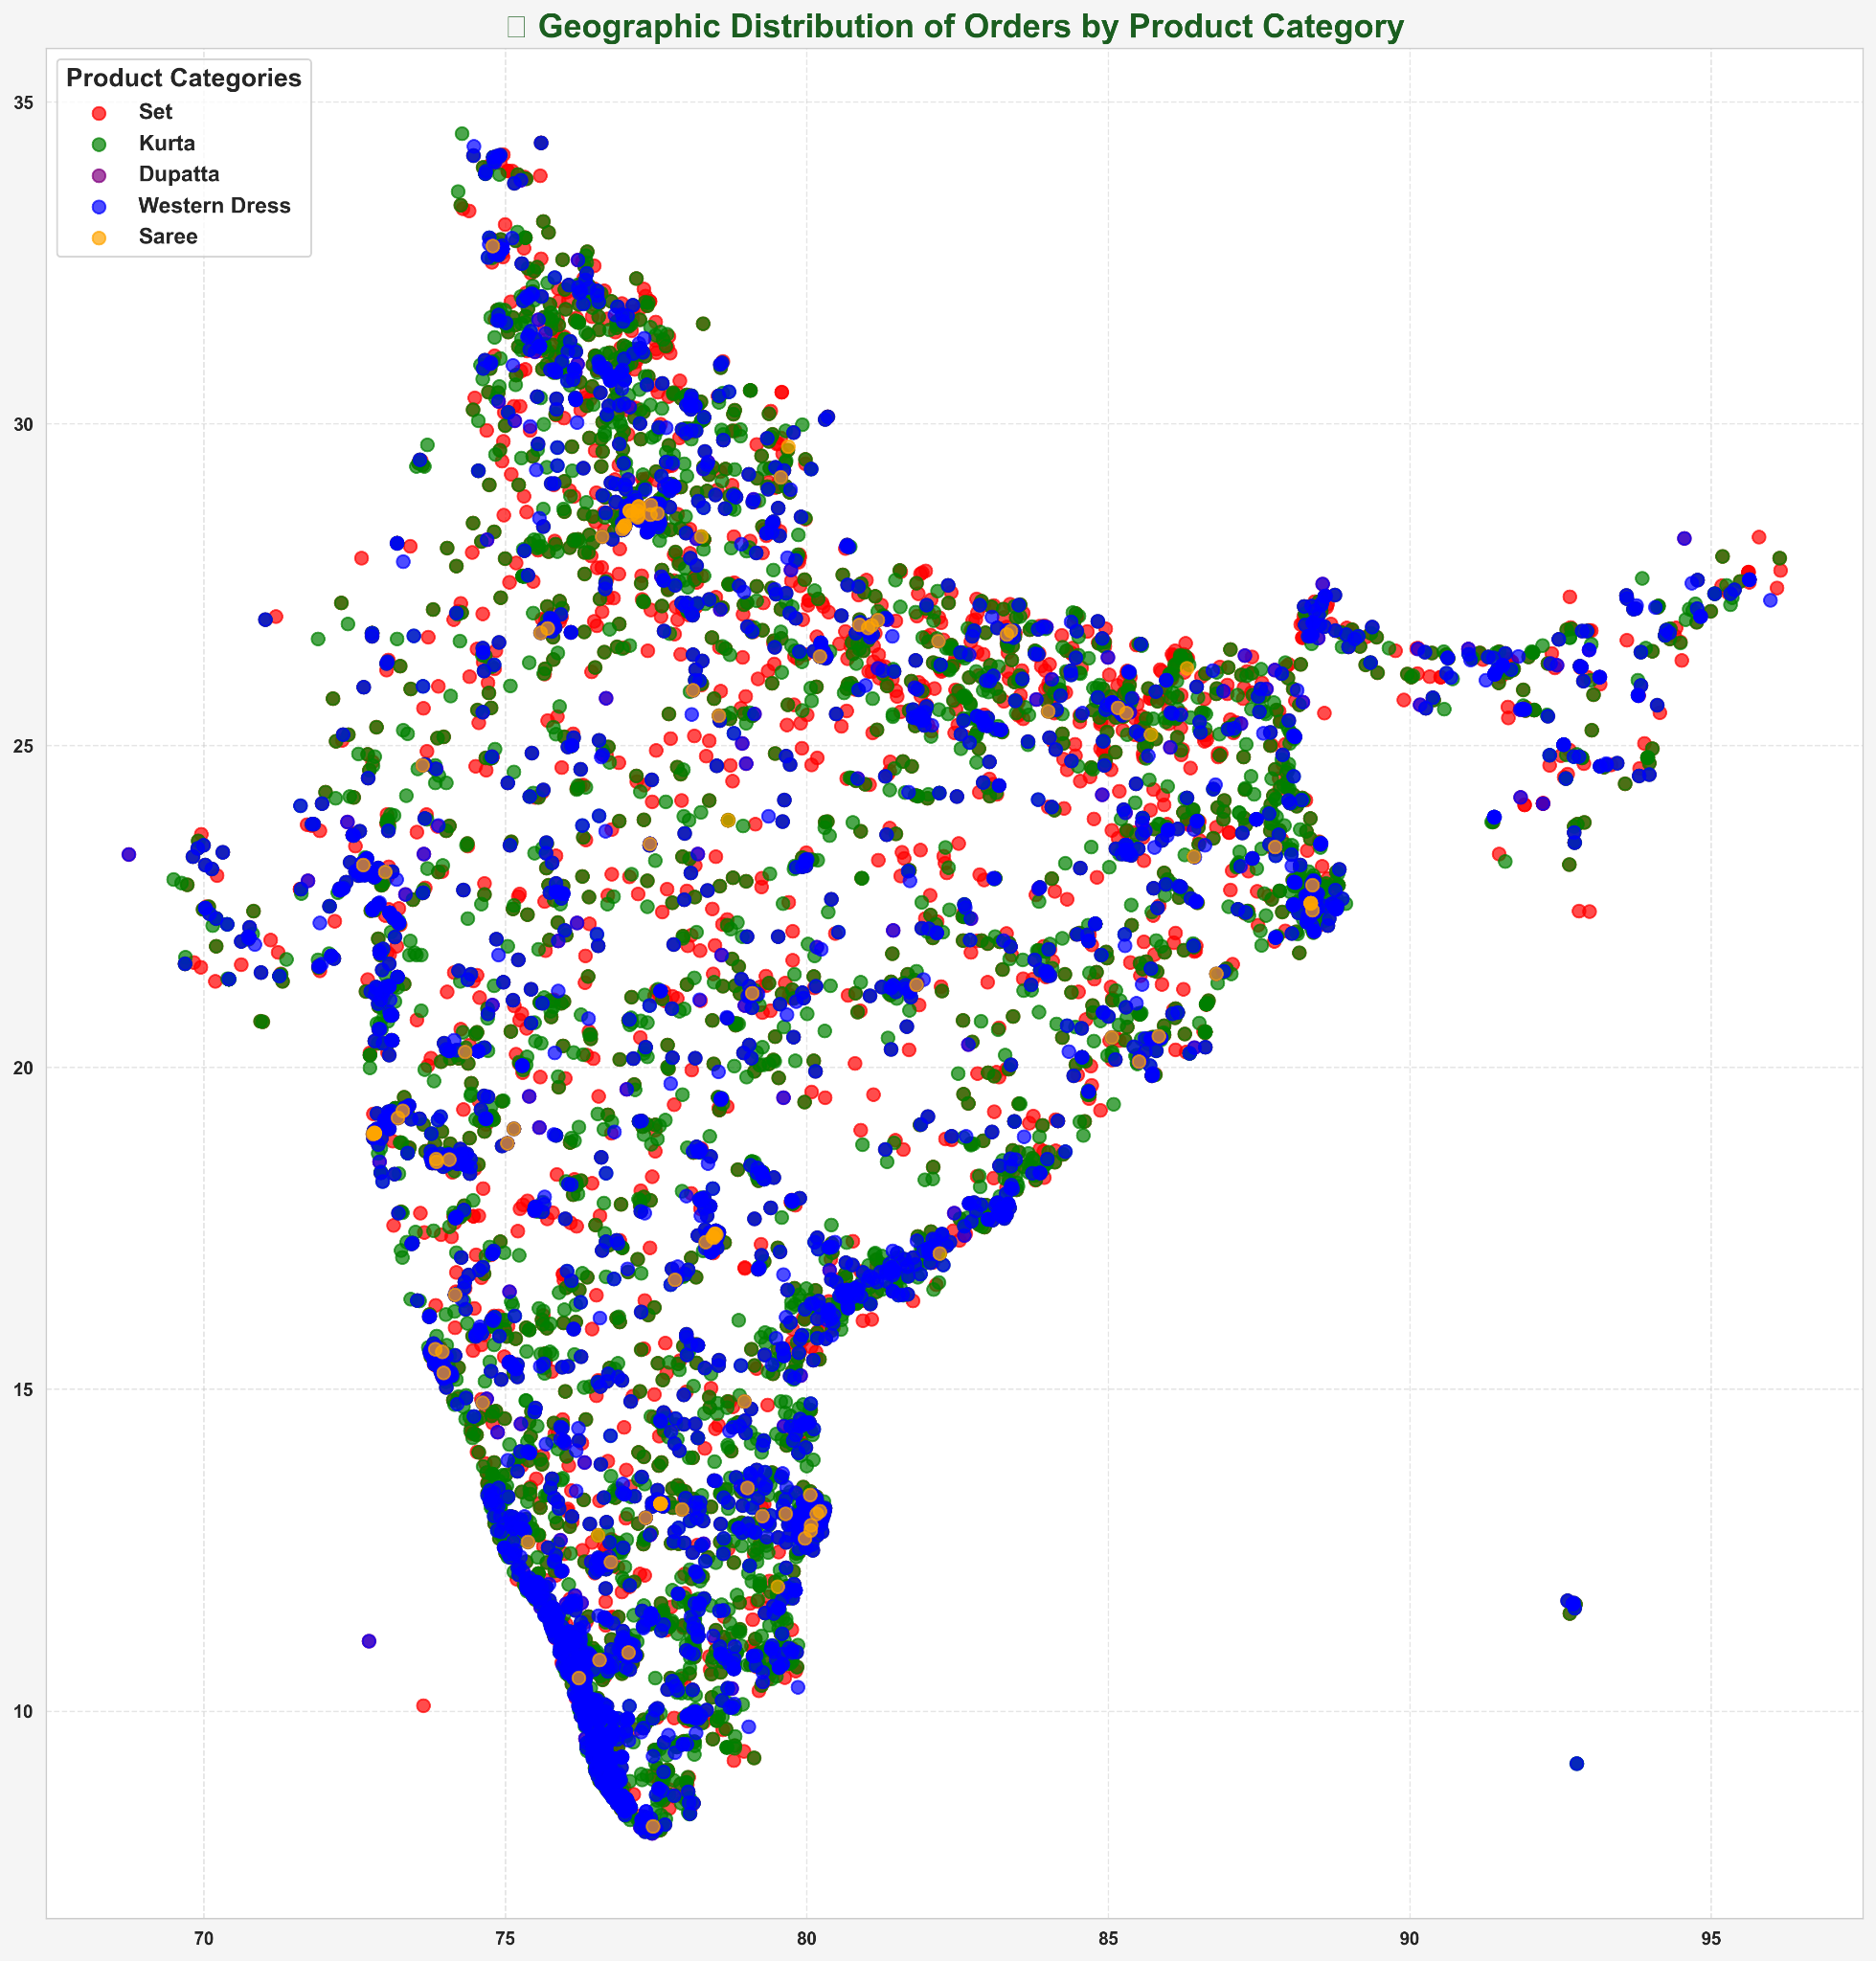 Geographic Distribution of Orders by Product Category
Product Categories
Set
Kurta
Dupatta
Western Dress
Saree
35
30
25
20
15
10
70 75 80 85 90 95